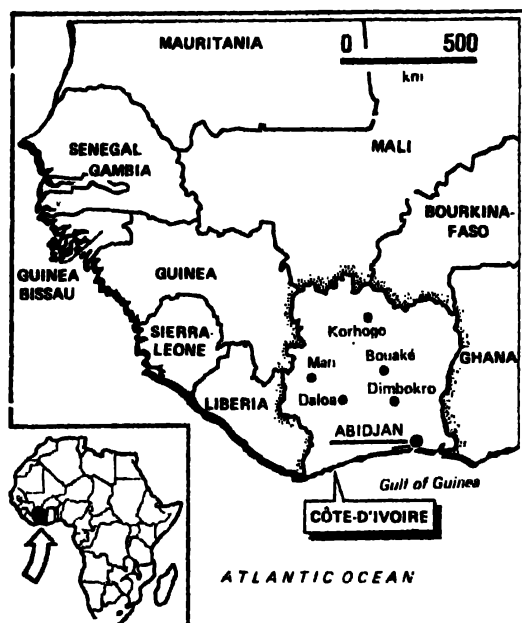 MAURITANIA
0 500
km
SENEGAL
GAMBIA
MALI
BOURKINA-
FASO
GUINEA
BISSAU
GUINEA
SIERRA-
LEONE
LIBERIA
Korhogo
Man
Bouaké
GHANA
Daloa
Dimbokro
ABIDJAN
Gulf of Guinea
CÔTE-D'IVOIRE
ATLANTIC OCEAN